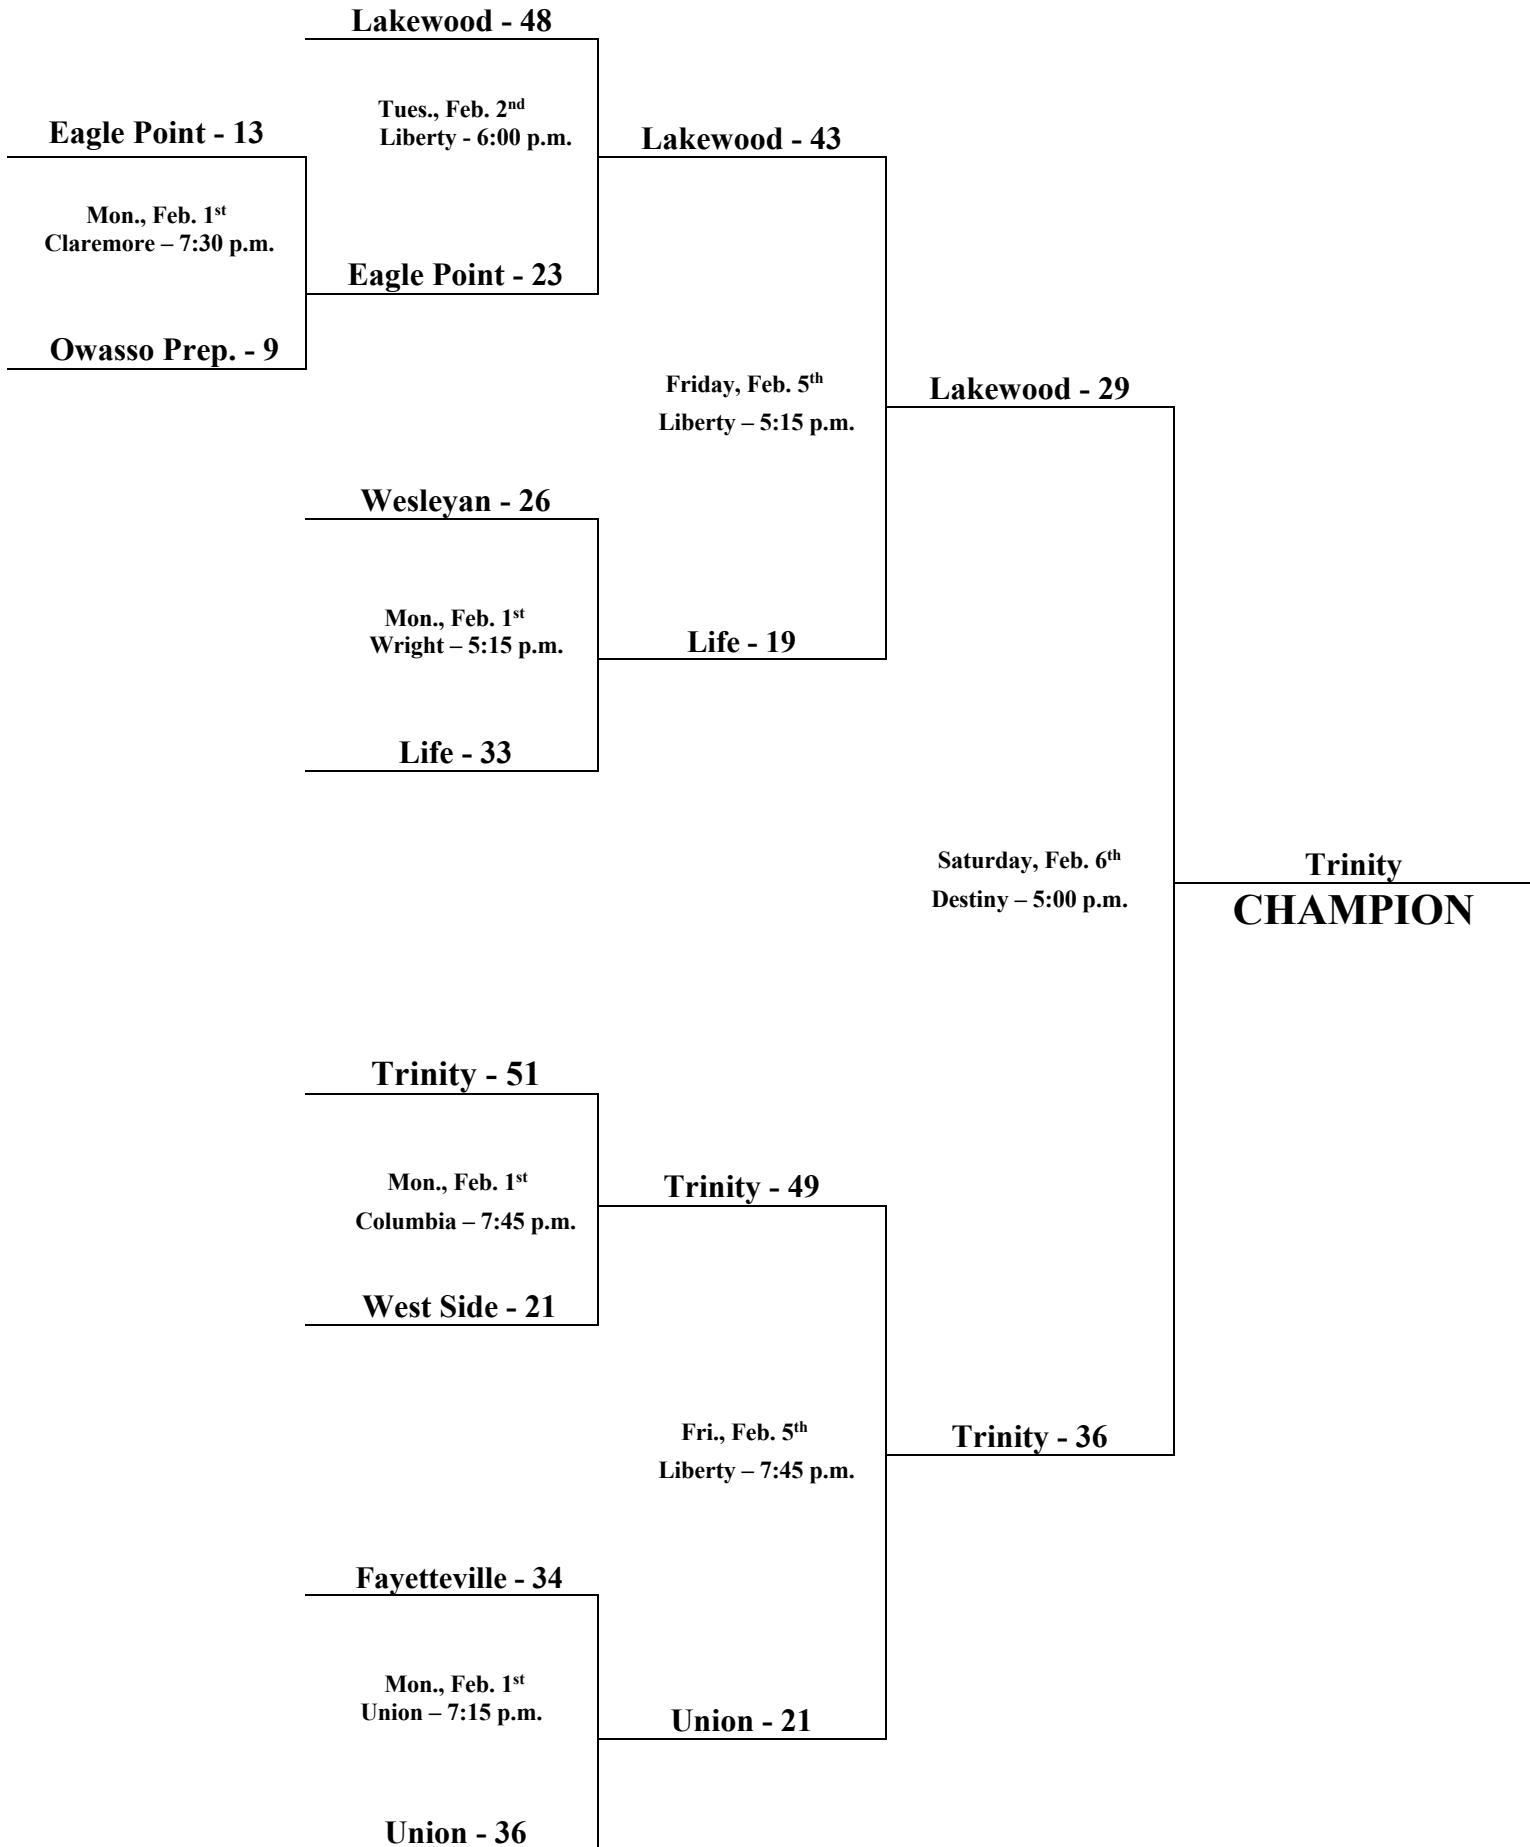 Lakewood - 48
Tues., Feb. 2nd
Liberty - 6:00 p.m.
Eagle Point - 13
Lakewood - 43
Mon., Feb. 1st
Claremore – 7:30 p.m.
Eagle Point - 23
Owasso Prep. - 9
Friday, Feb. 5th
Liberty – 5:15 p.m.
Lakewood - 29
Wesleyan - 26
Mon., Feb. 1st
Wright – 5:15 p.m.
Life - 19
Life - 33
Saturday, Feb. 6th
Destiny – 5:00 p.m.
Trinity
CHAMPION
Trinity - 51
Mon., Feb. 1st
Columbia – 7:45 p.m.
Trinity - 49
West Side - 21
Fri., Feb. 5th
Liberty – 7:45 p.m.
Trinity - 36
Fayetteville - 34
Mon., Feb. 1st
Union – 7:15 p.m.
Union - 21
Union - 36